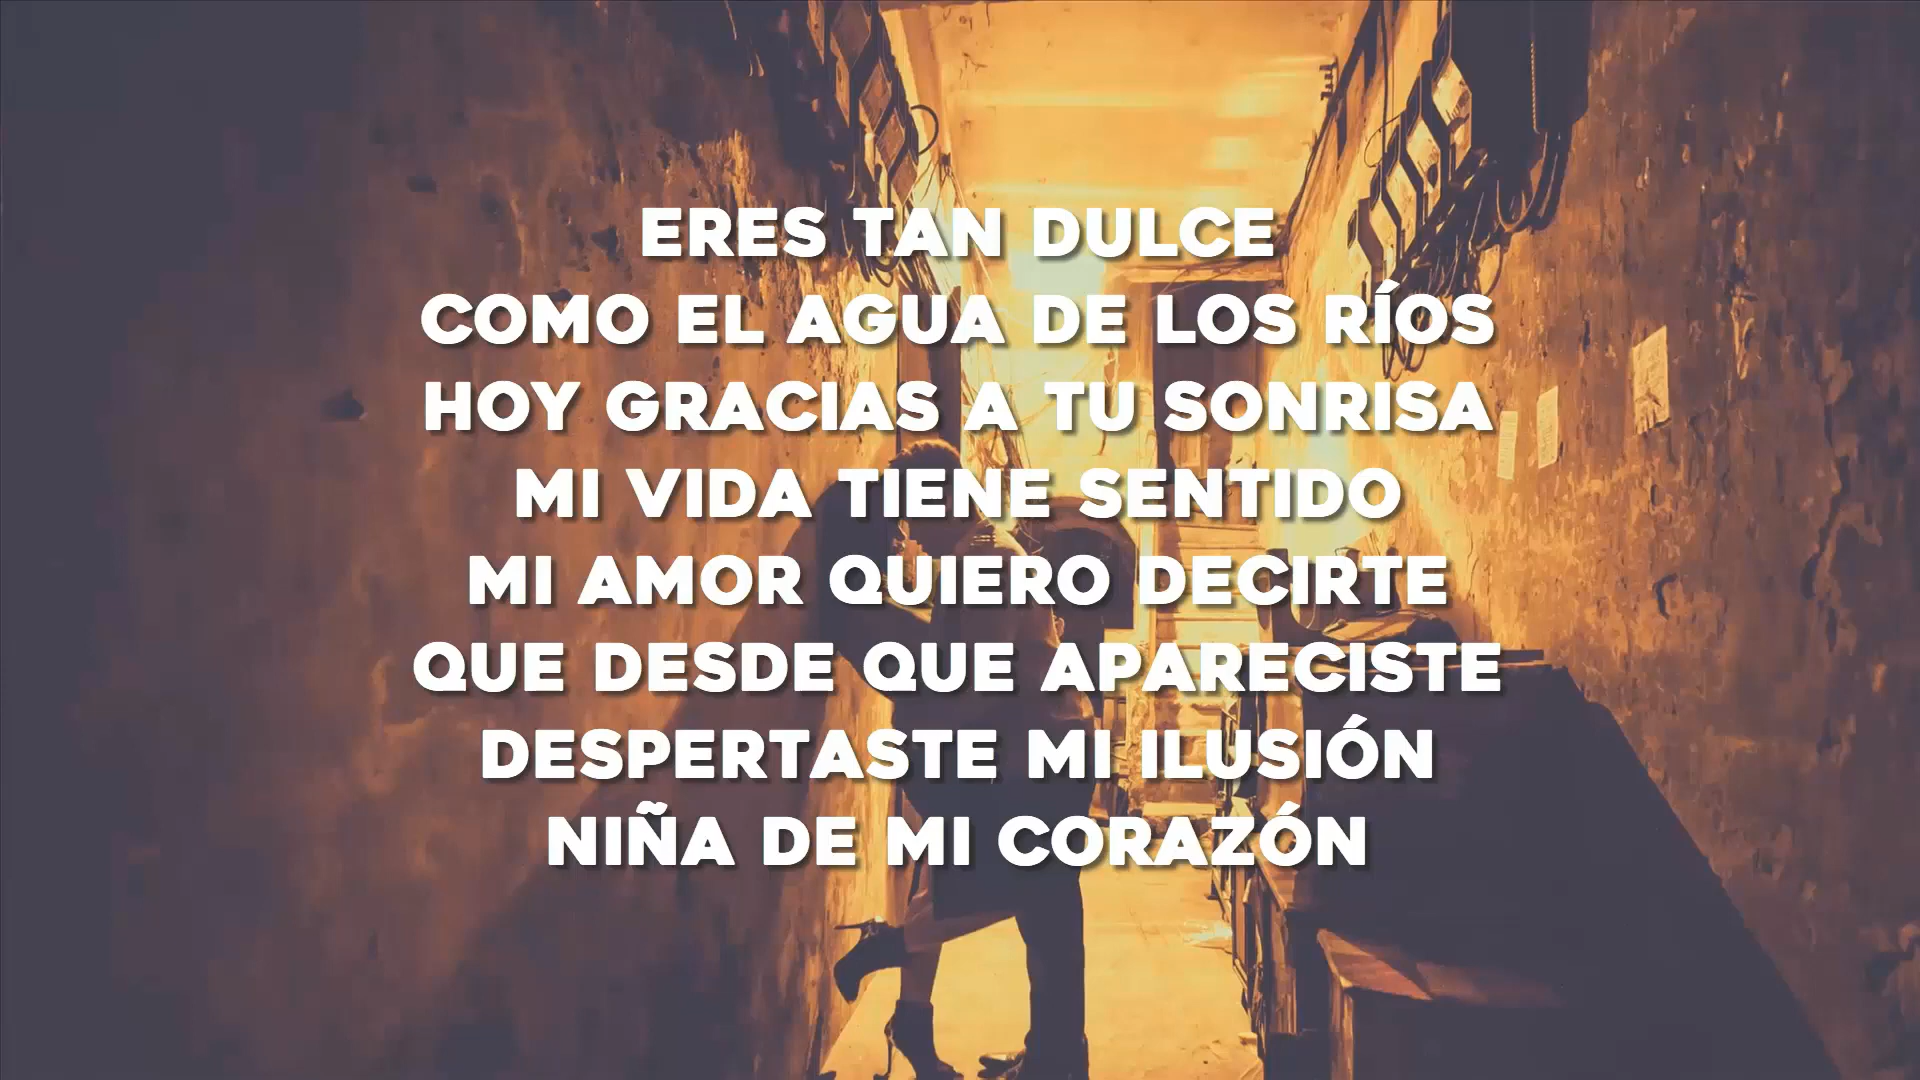 ERES TAN DULCE
COMO EL AGUA DE LOS RÍOS
HOY GRACIAS A TU SONRISA
MI VIDA TIENE SENTIDO
MI AMOR QUIERO DECIRTE
QUE DESDE QUE APARECISTE
DESPERTASTE MI ILUSIÓN
NIÑA DE MI CORAZÓN